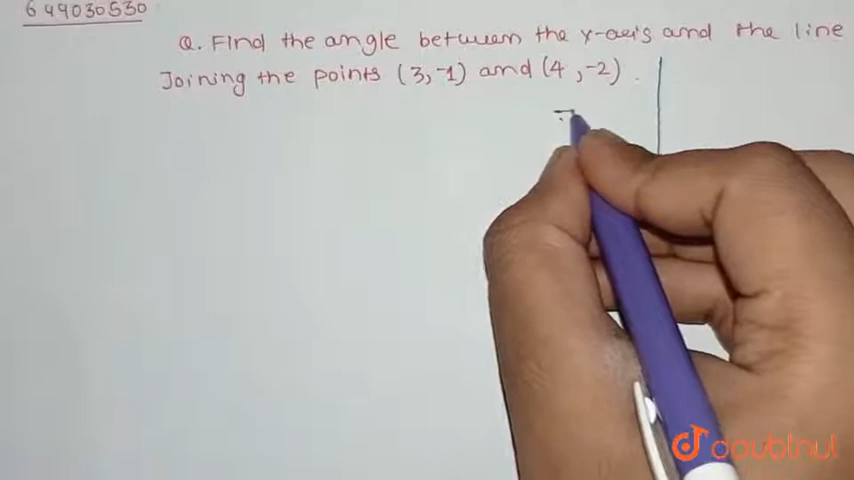 649030530
Q. Find the angle between the Y-axis and the line
Joining the points (3,-1) and (4,-2).
doubtnut